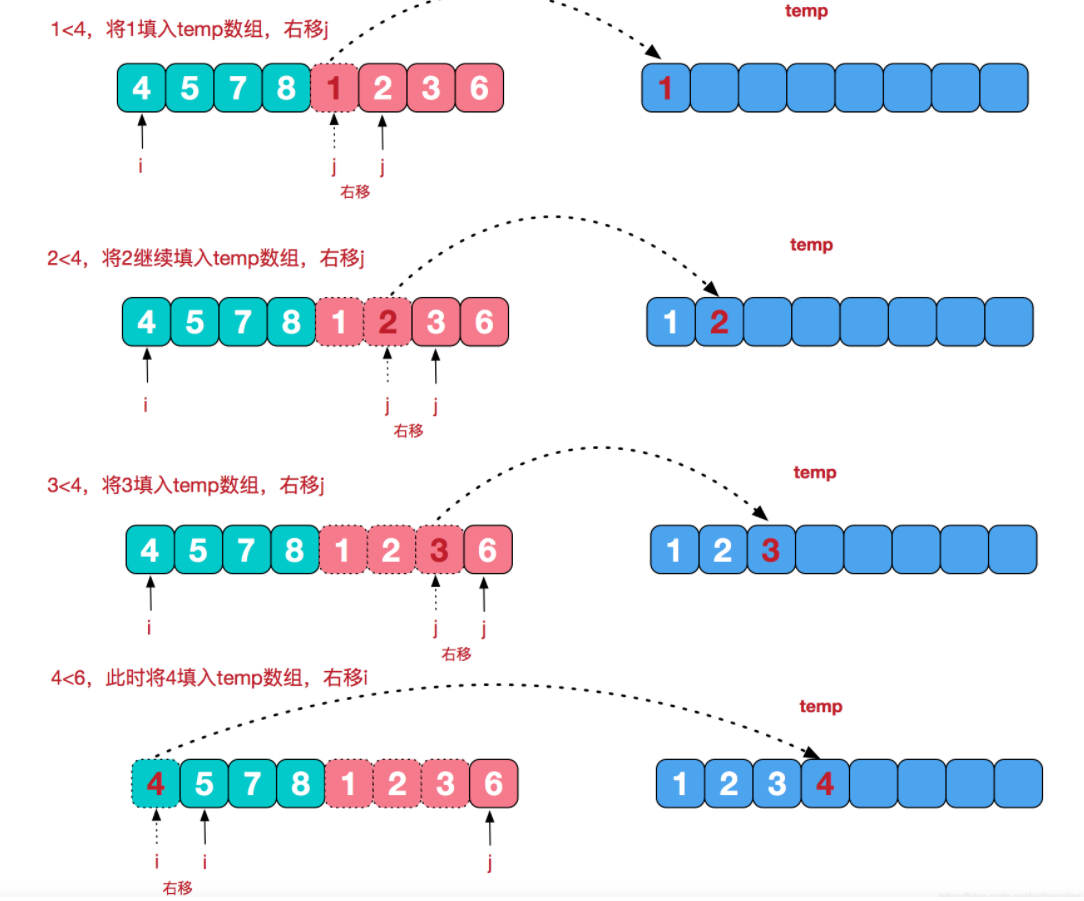 temp
1<4，将1填入temp数组，右移j
4 5 7 8 1 2 3 6
1
i j j
右移
temp
2<4，将2继续填入temp数组，右移j
4 5 7 8 1 2 3 6
1 2
i j j
右移
temp
3<4，将3填入temp数组，右移j
4 5 7 8 1 2 3 6
1 2 3
i j j
右移
4<6，此时将4填入temp数组，右移i
temp
4 5 7 8 1 2 3 6
1 2 3 4
i i j
右移